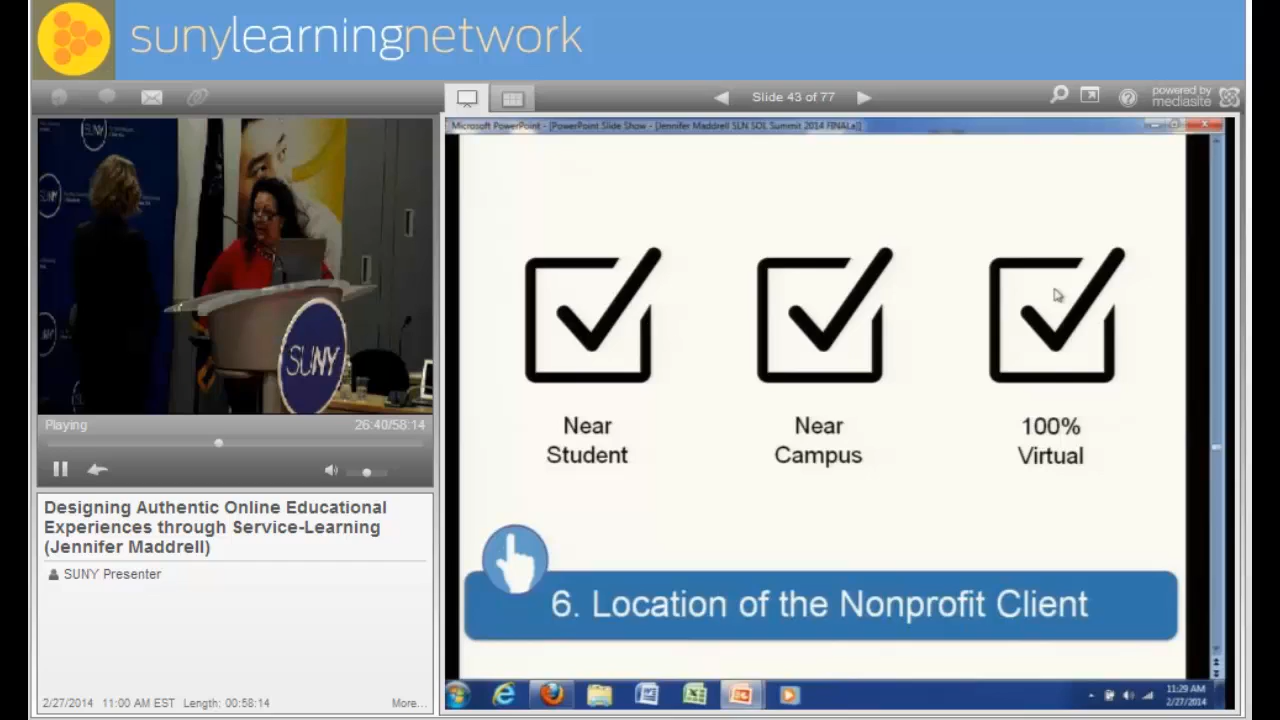 sunylearningnetwork
Slide 43 of 77
powered by
mediasite
Microsoft PowerPoint - [PowerPoint Slide Show - [Jennifer Maddrell SLN SOL Summit 2014 FINALa]]
SUNY
SUNY
SUNY
Near
Student
Near
Campus
100%
Virtual
6. Location of the Nonprofit Client
Playing
26:40/58:14
Designing Authentic Online Educational
Experiences through Service-Learning
(Jennifer Maddrell)
SUNY Presenter
2/27/2014 11:00 AM EST Length: 00:58:14
More...
11:29 AM
2/27/2014